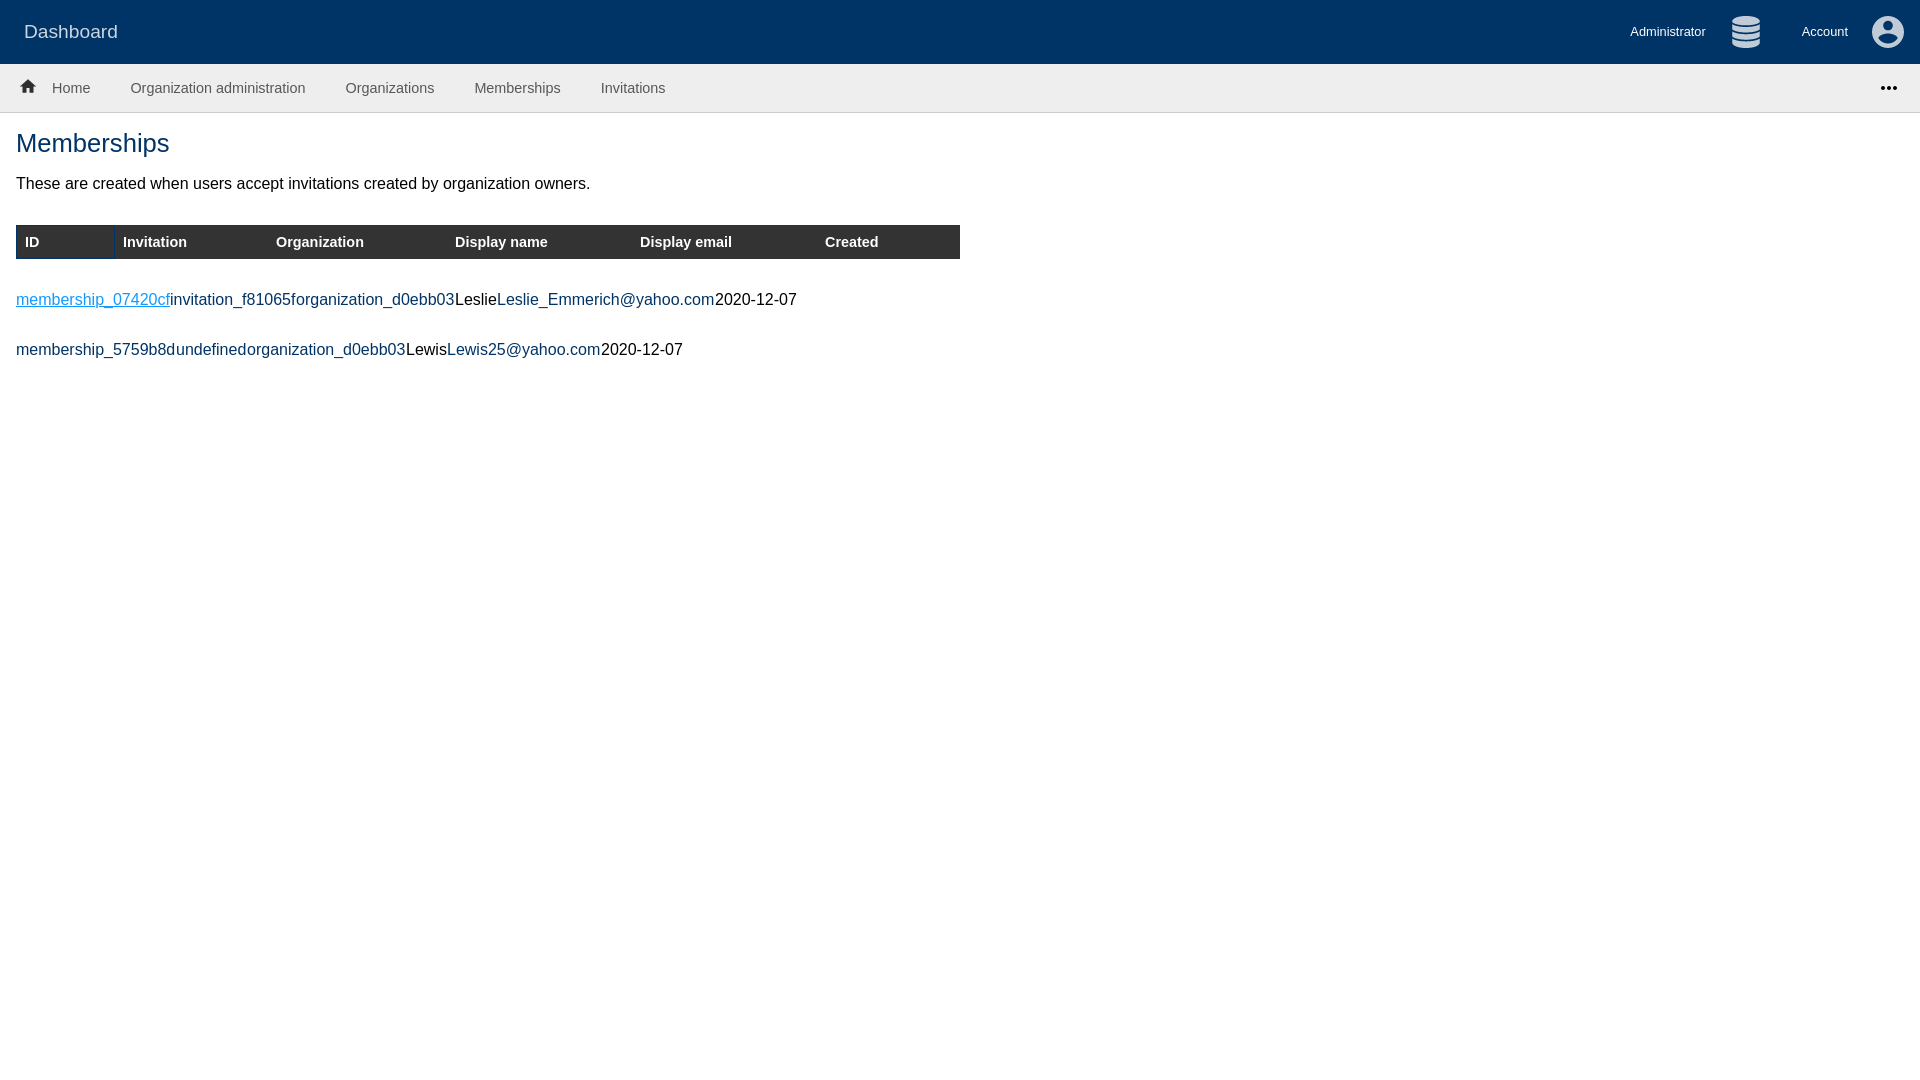 Dashboard Administrator Account
Home Organization administration Organizations Memberships Invitations
Memberships
These are created when users accept invitations created by organization owners.
ID Invitation Organization Display name Display email Created
membership_07420cfinvitation_f81065forganization_d0ebb03LeslieLeslie_Emmerich@yahoo.com2020-12-07
membership_5759b8dundefinedorganization_d0ebb03LewisLewis25@yahoo.com2020-12-07